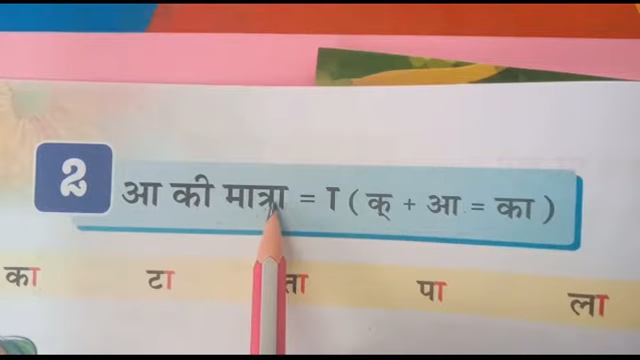 2 आ की मात्रा = ा ( क् + आ = का )
का टा ता पा ला